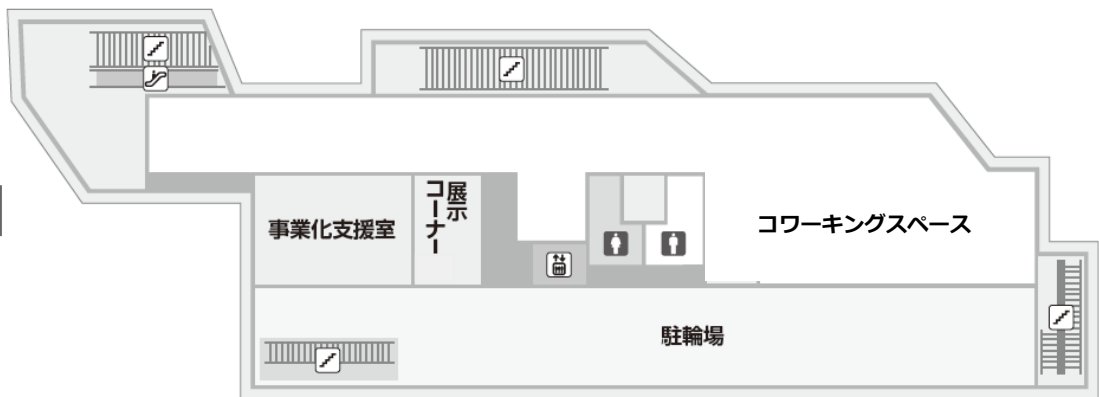 事業化支援室
展示
コーナー
コワーキングスペース
駐輪場